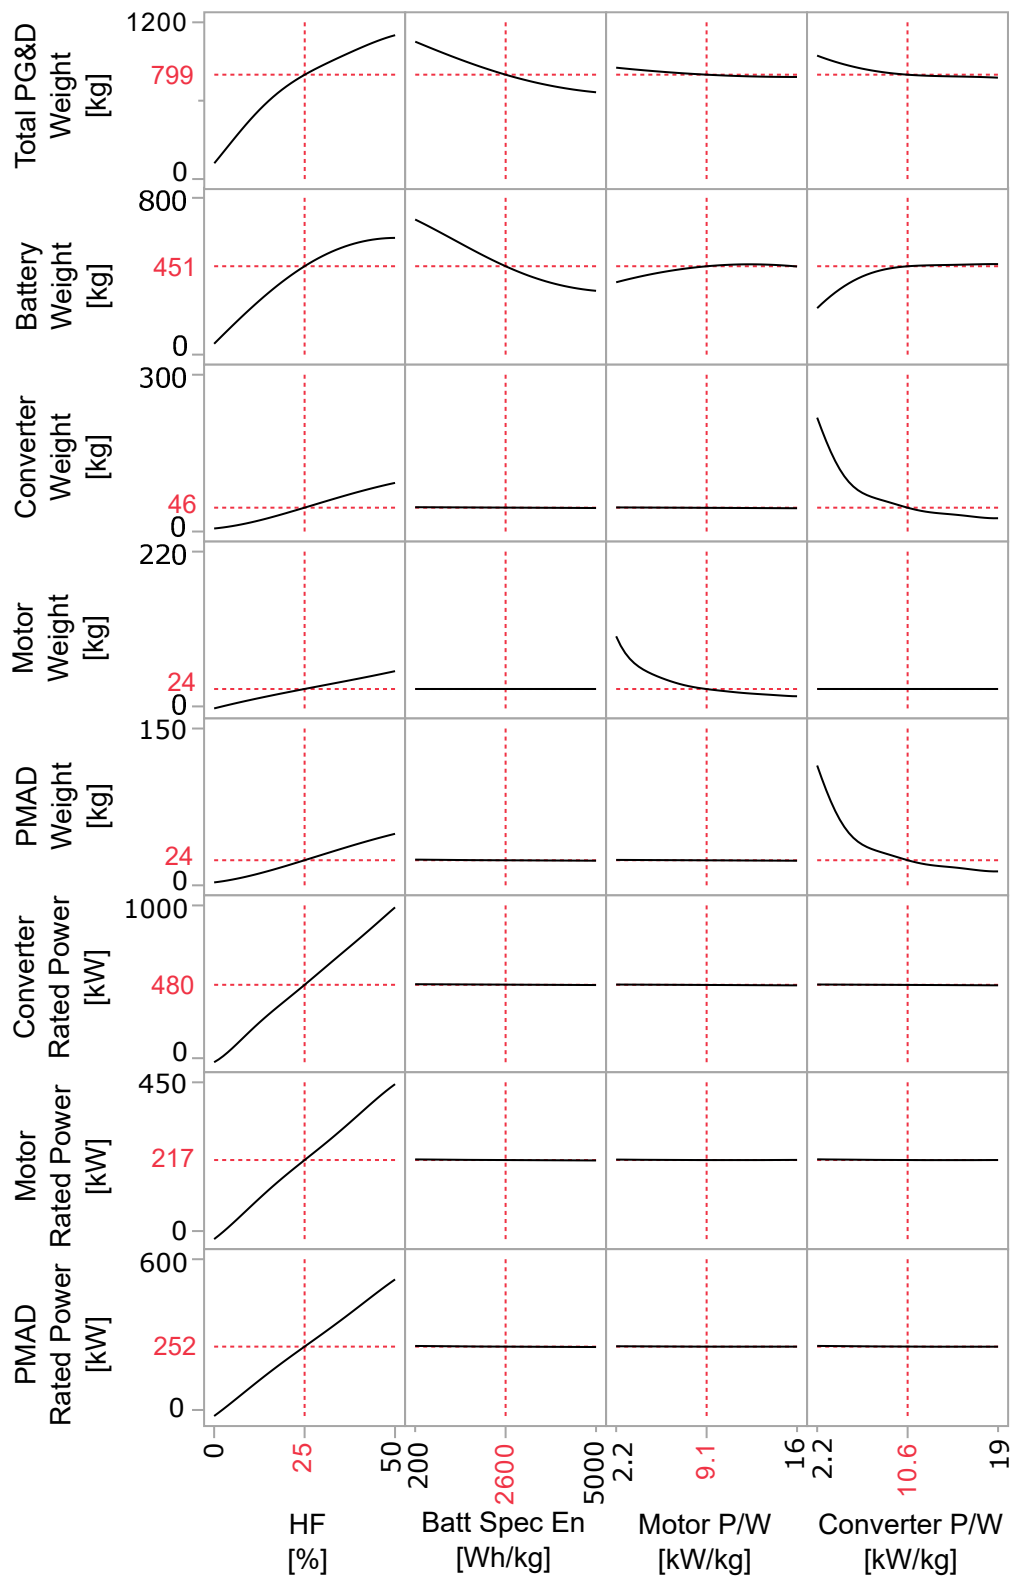 Total PG&D
Weight
[kg]
1200
799
0
Battery
Weight
[kg]
800
451
0
Converter
Weight
[kg]
300
46
0
Motor
Weight
[kg]
220
24
0
PMAD
Weight
[kg]
150
24
0
Converter
Rated Power
[kW]
1000
480
0
Motor
Rated Power
[kW]
450
217
0
PMAD
Rated Power
[kW]
600
252
0
0 25 50 200 2600 5000 2.2 9.1 16 2.2 10.6 19
HF Batt Spec En Motor P/W Converter P/W
[%] [Wh/kg] [kW/kg] [kW/kg]